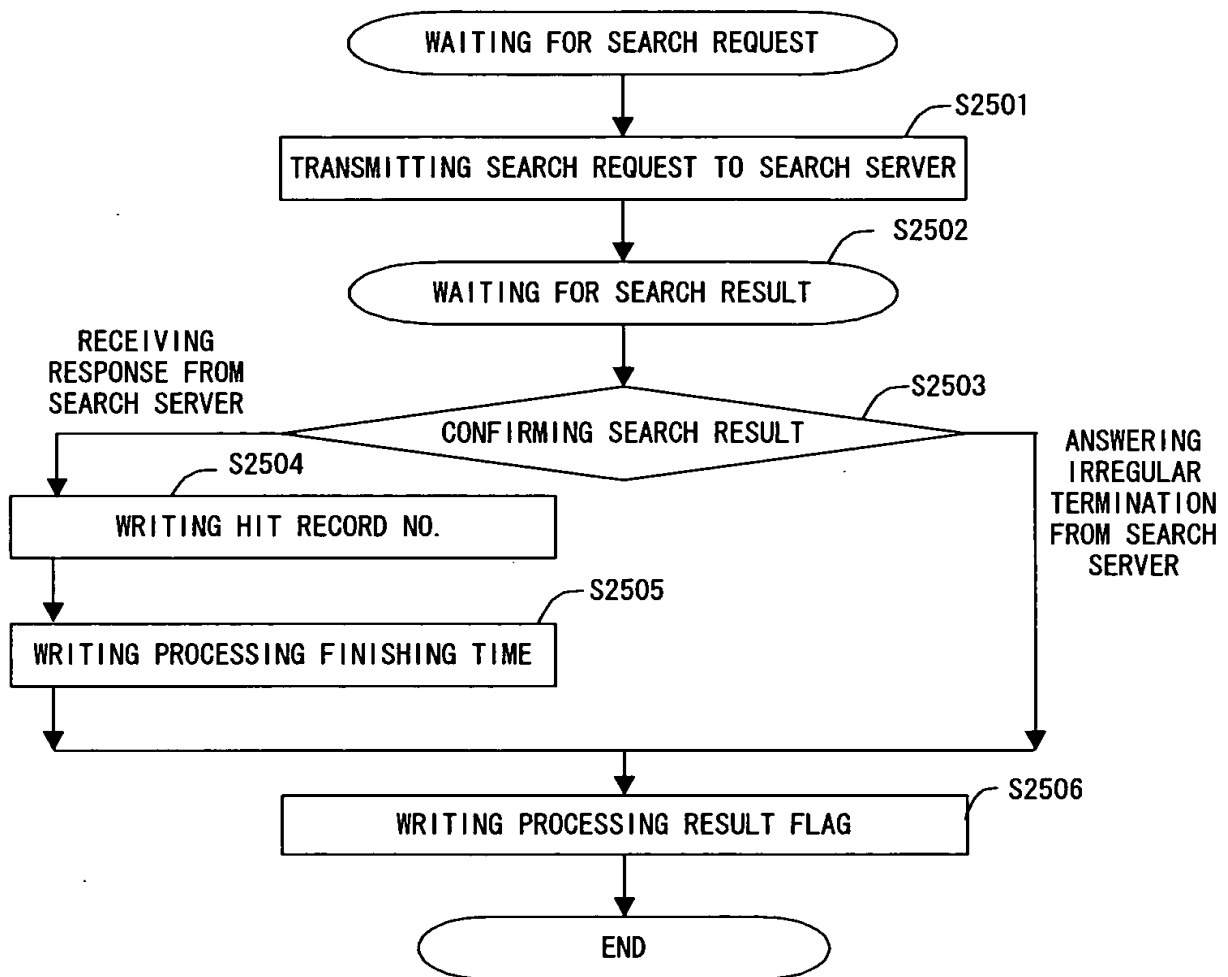 WAITING FOR SEARCH REQUEST
S2501
TRANSMITTING SEARCH REQUEST TO SEARCH SERVER
S2502
WAITING FOR SEARCH RESULT
RECEIVING
RESPONSE FROM
SEARCH SERVER
S2503
CONFIRMING SEARCH RESULT
ANSWERING
IRREGULAR
TERMINATION
FROM SEARCH
SERVER
S2504
WRITING HIT RECORD NO.
S2505
WRITING PROCESSING FINISHING TIME
S2506
WRITING PROCESSING RESULT FLAG
END